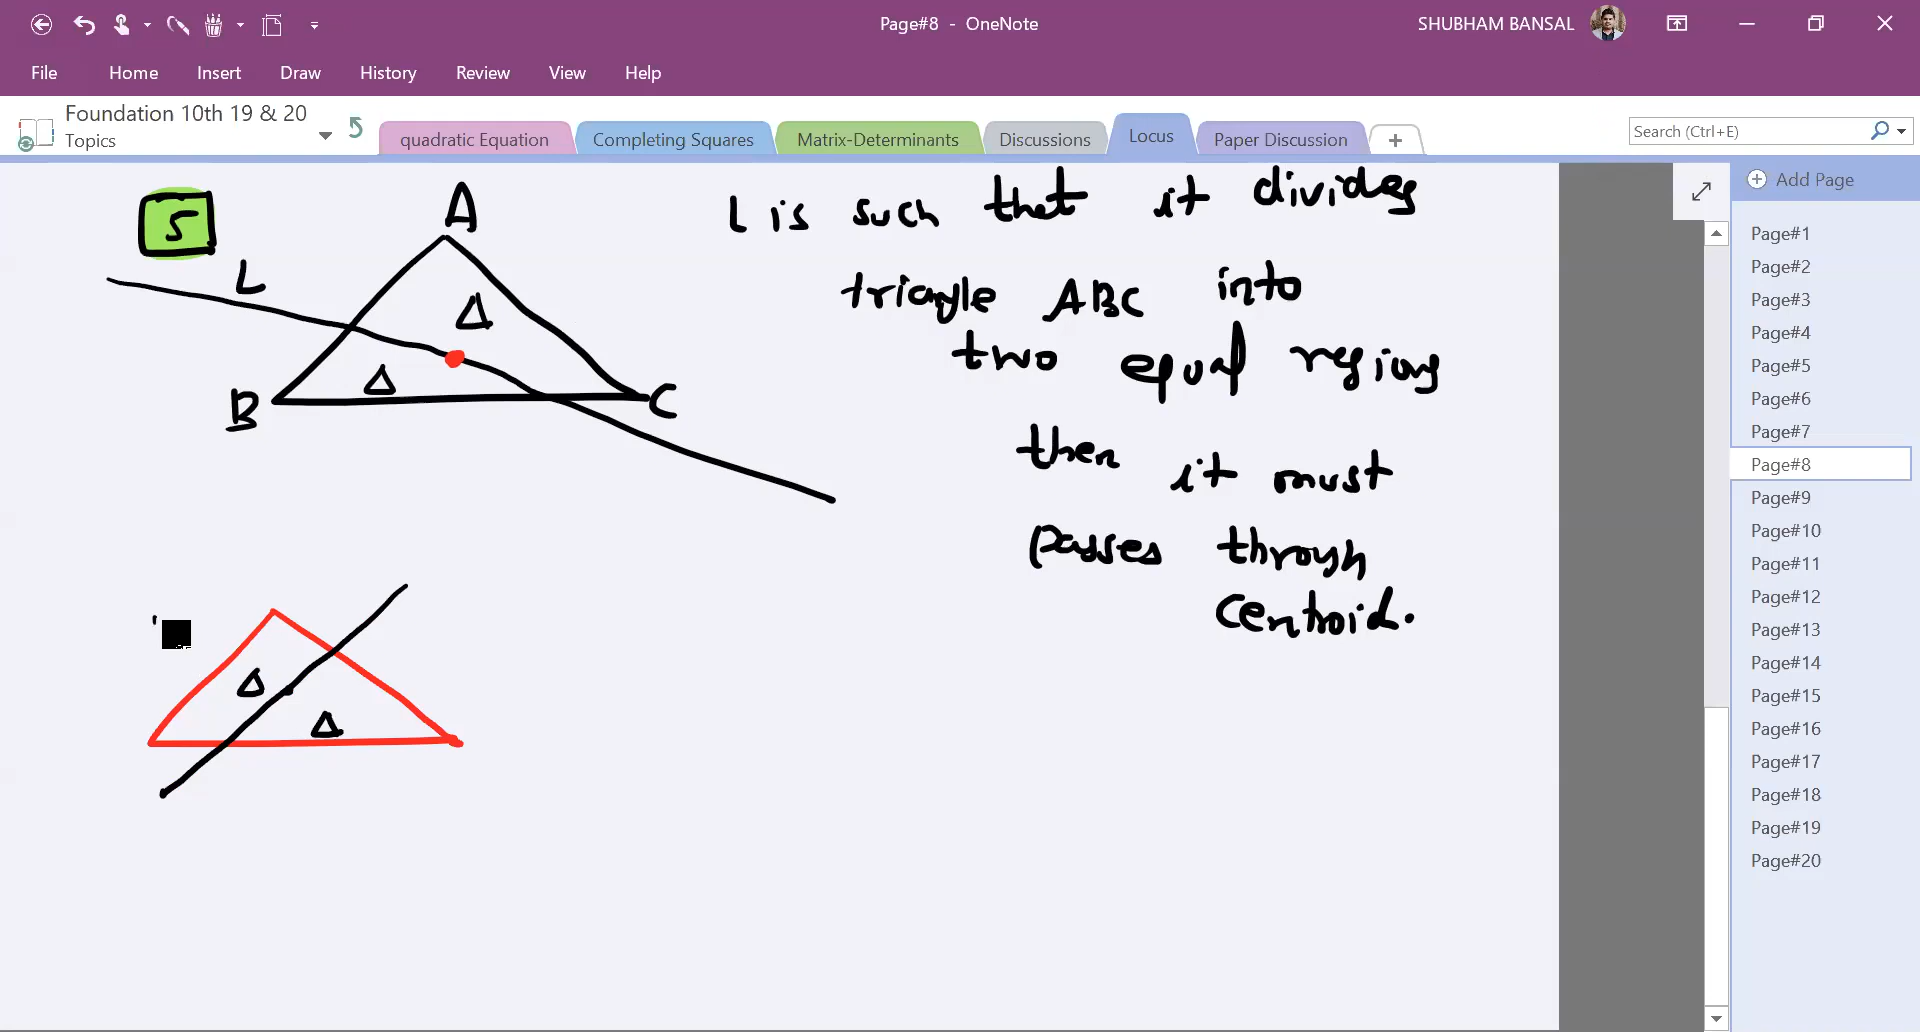 Page#8 - OneNote
SHUBHAM BANSAL
File Home Insert Draw History Review View Help
Foundation 10th 19 & 20
Topics
quadratic Equation Completing Squares Matrix-Determinants Discussions Locus Paper Discussion +
Search (Ctrl+E)
Add Page
Page#1
Page#2
Page#3
Page#4
Page#5
Page#6
Page#7
Page#8
Page#9
Page#10
Page#11
Page#12
Page#13
Page#14
Page#15
Page#16
Page#17
Page#18
Page#19
Page#20
5
A
L
Δ
Δ
B
C
L is such that it divides
triangle ABC into
two equal regions
then it must
passes through
centroid.
Δ
Δ